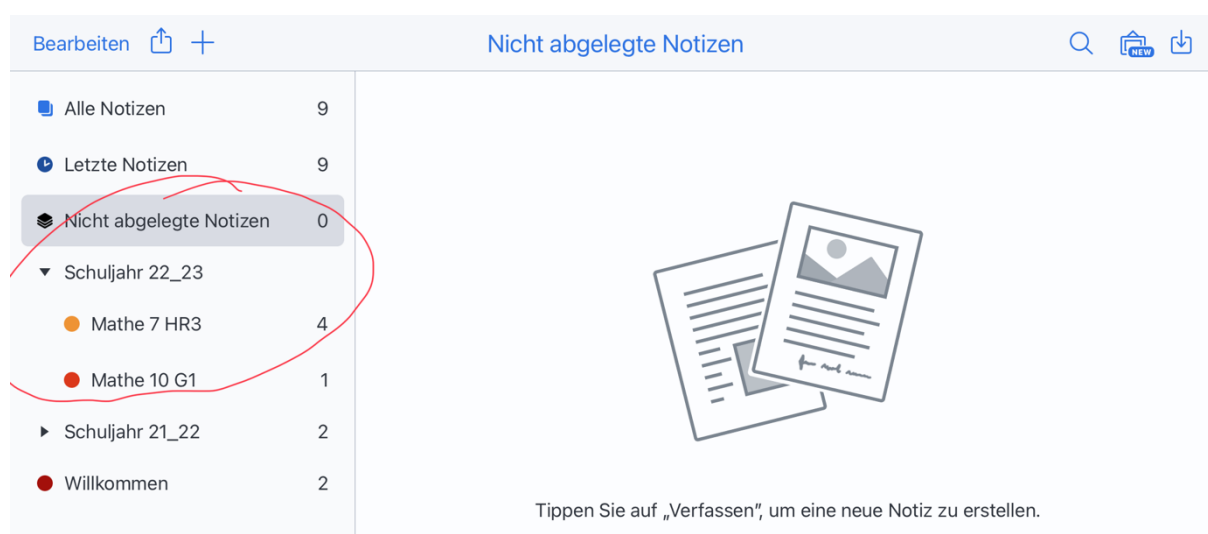 Bearbeiten
Nicht abgelegte Notizen
NEW
Alle Notizen 9
Letzte Notizen 9
Nicht abgelegte Notizen 0
Schuljahr 22_23
Mathe 7 HR3 4
Mathe 10 G1 1
Schuljahr 21_22 2
Willkommen 2
Tippen Sie auf „Verfassen”, um eine neue Notiz zu erstellen.